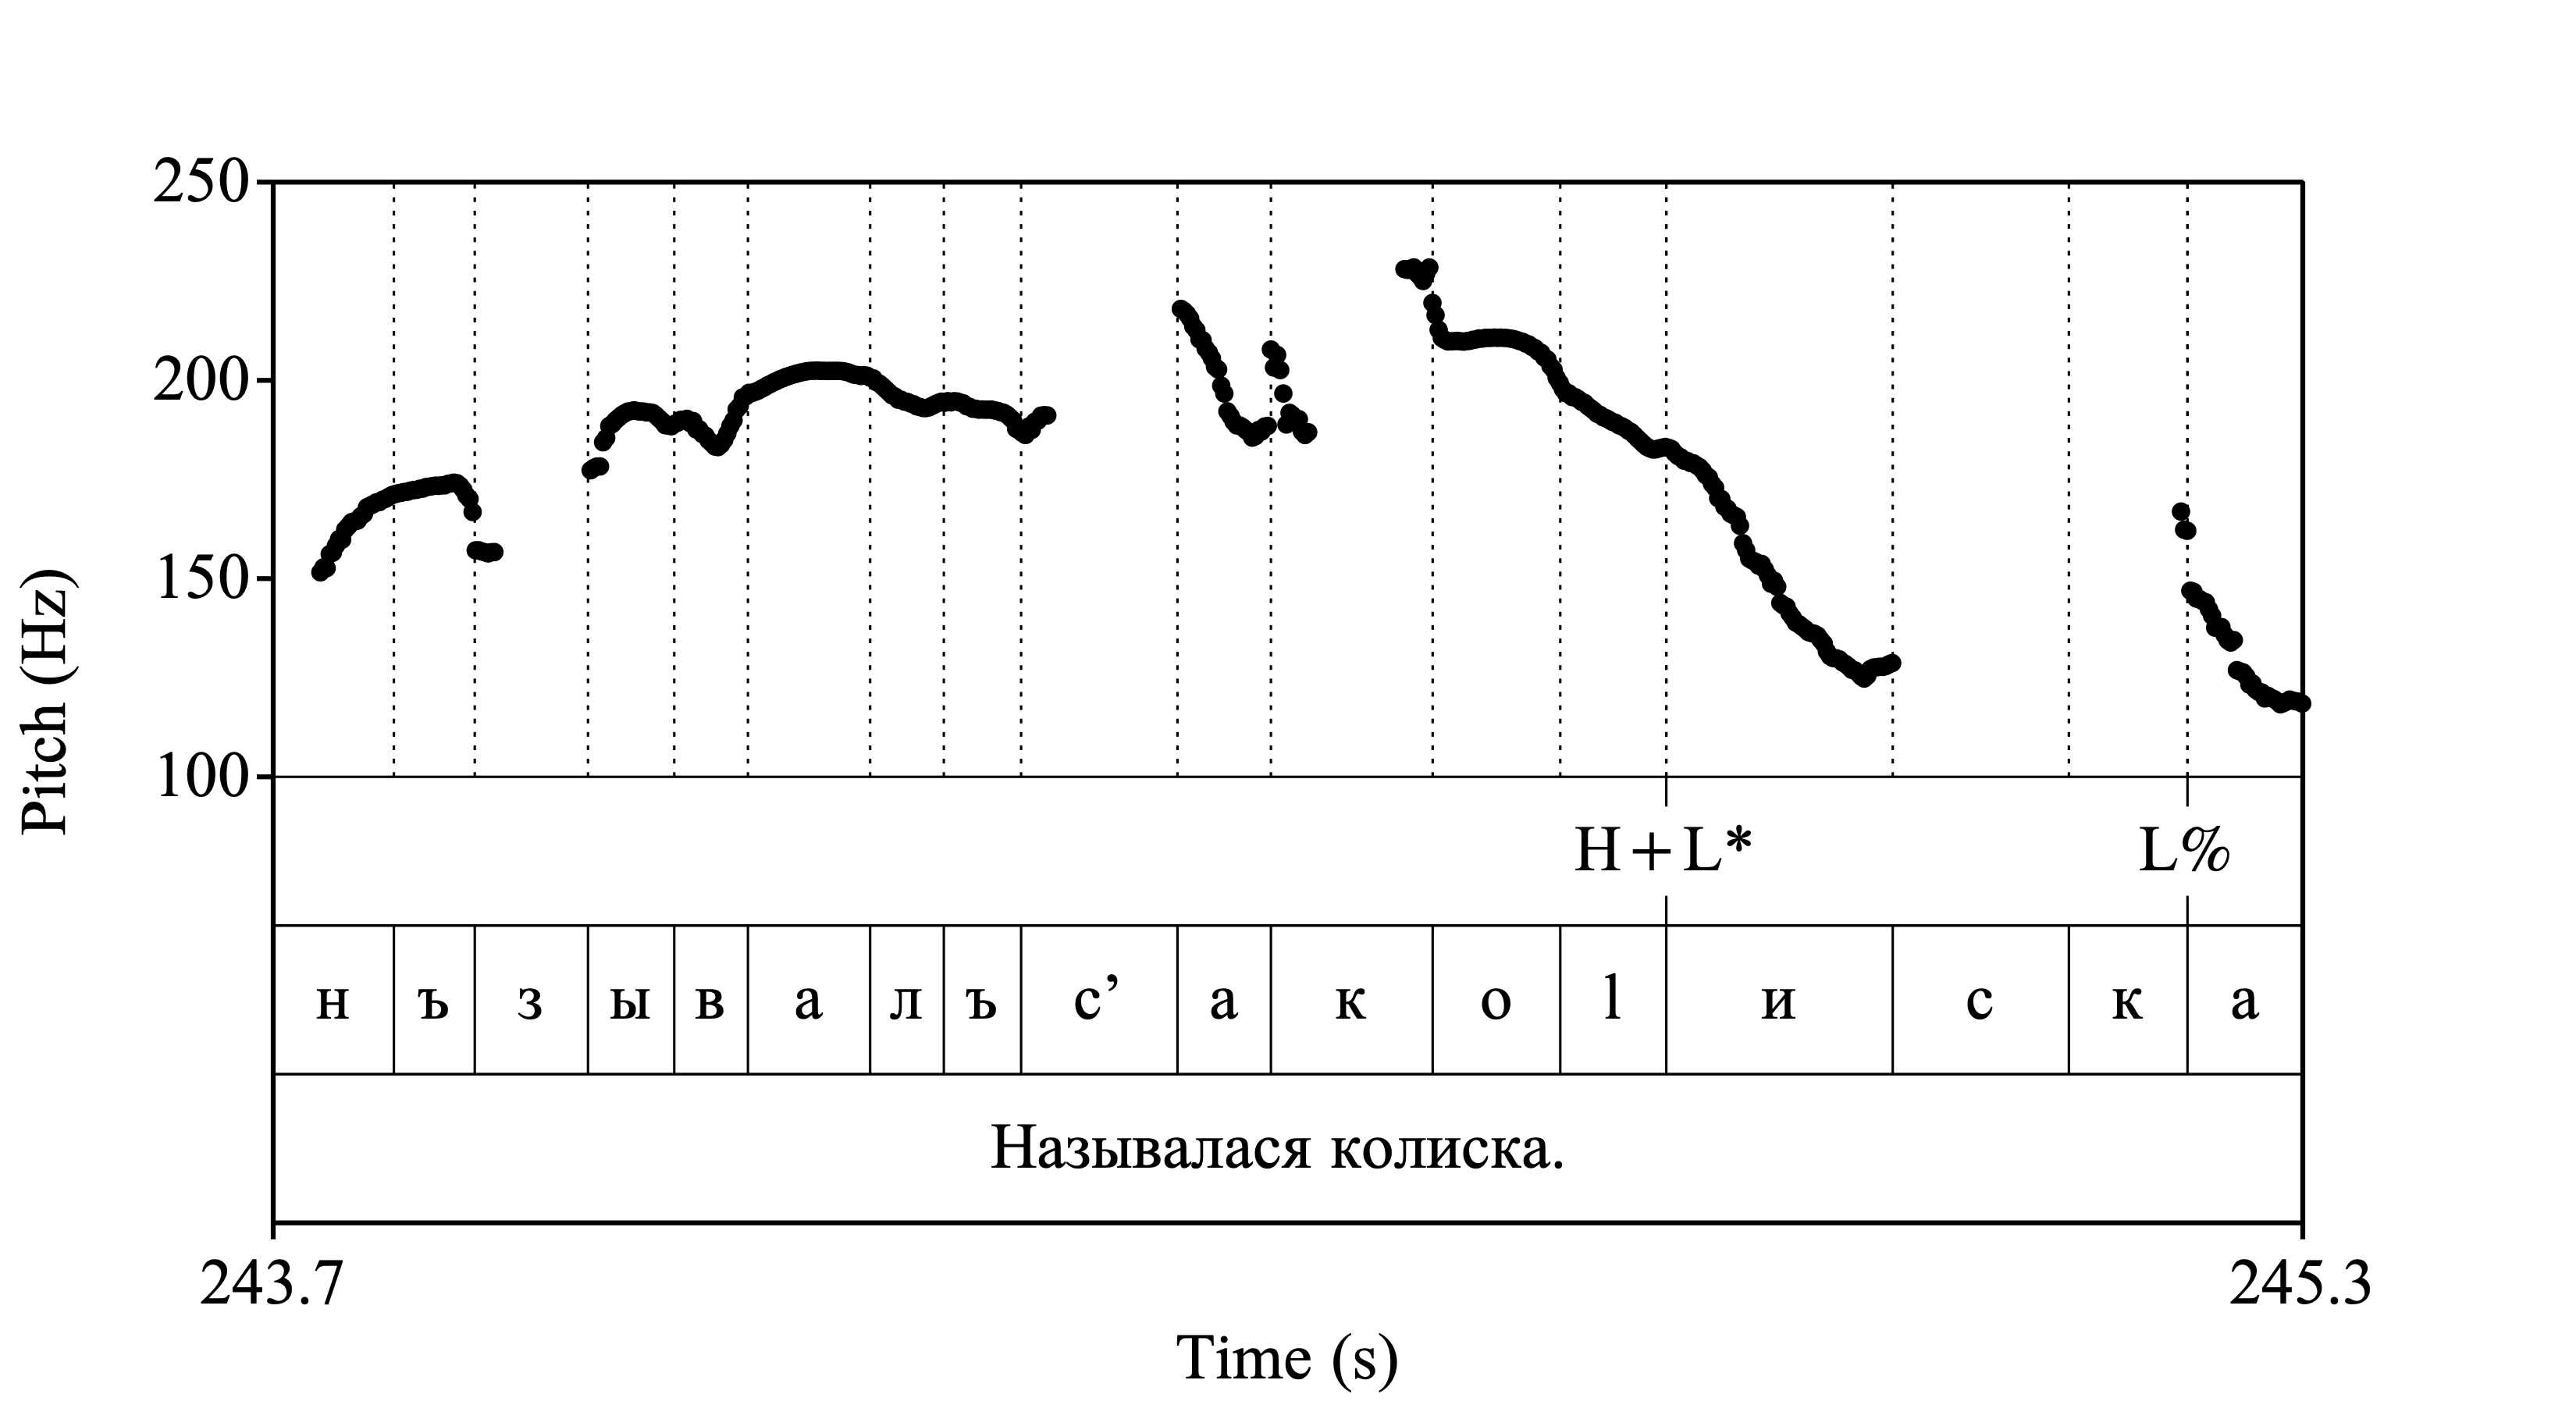 250
200
150
100
Pitch (Hz)
H+L* L%
н ъ з ы в а л ъ с’ а к о l и с к а
Называлася колиска.
243.7 245.3
Time (s)